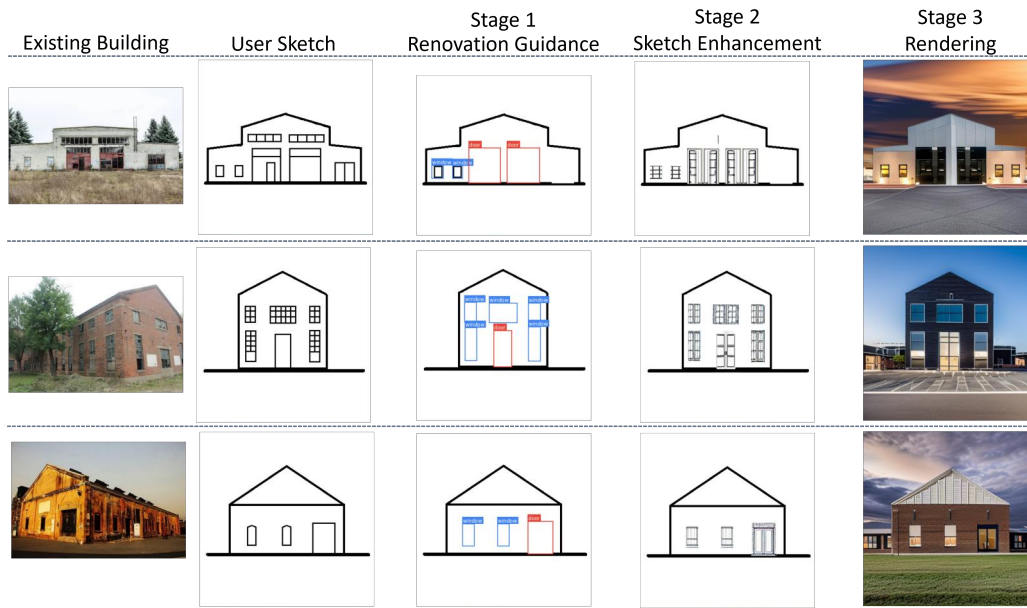 Existing Building
User Sketch
Stage 1
Renovation Guidance
Stage 2
Sketch Enhancement
Stage 3
Rendering
door
door
window
window
window
window
window
window
window
door
window
window
door